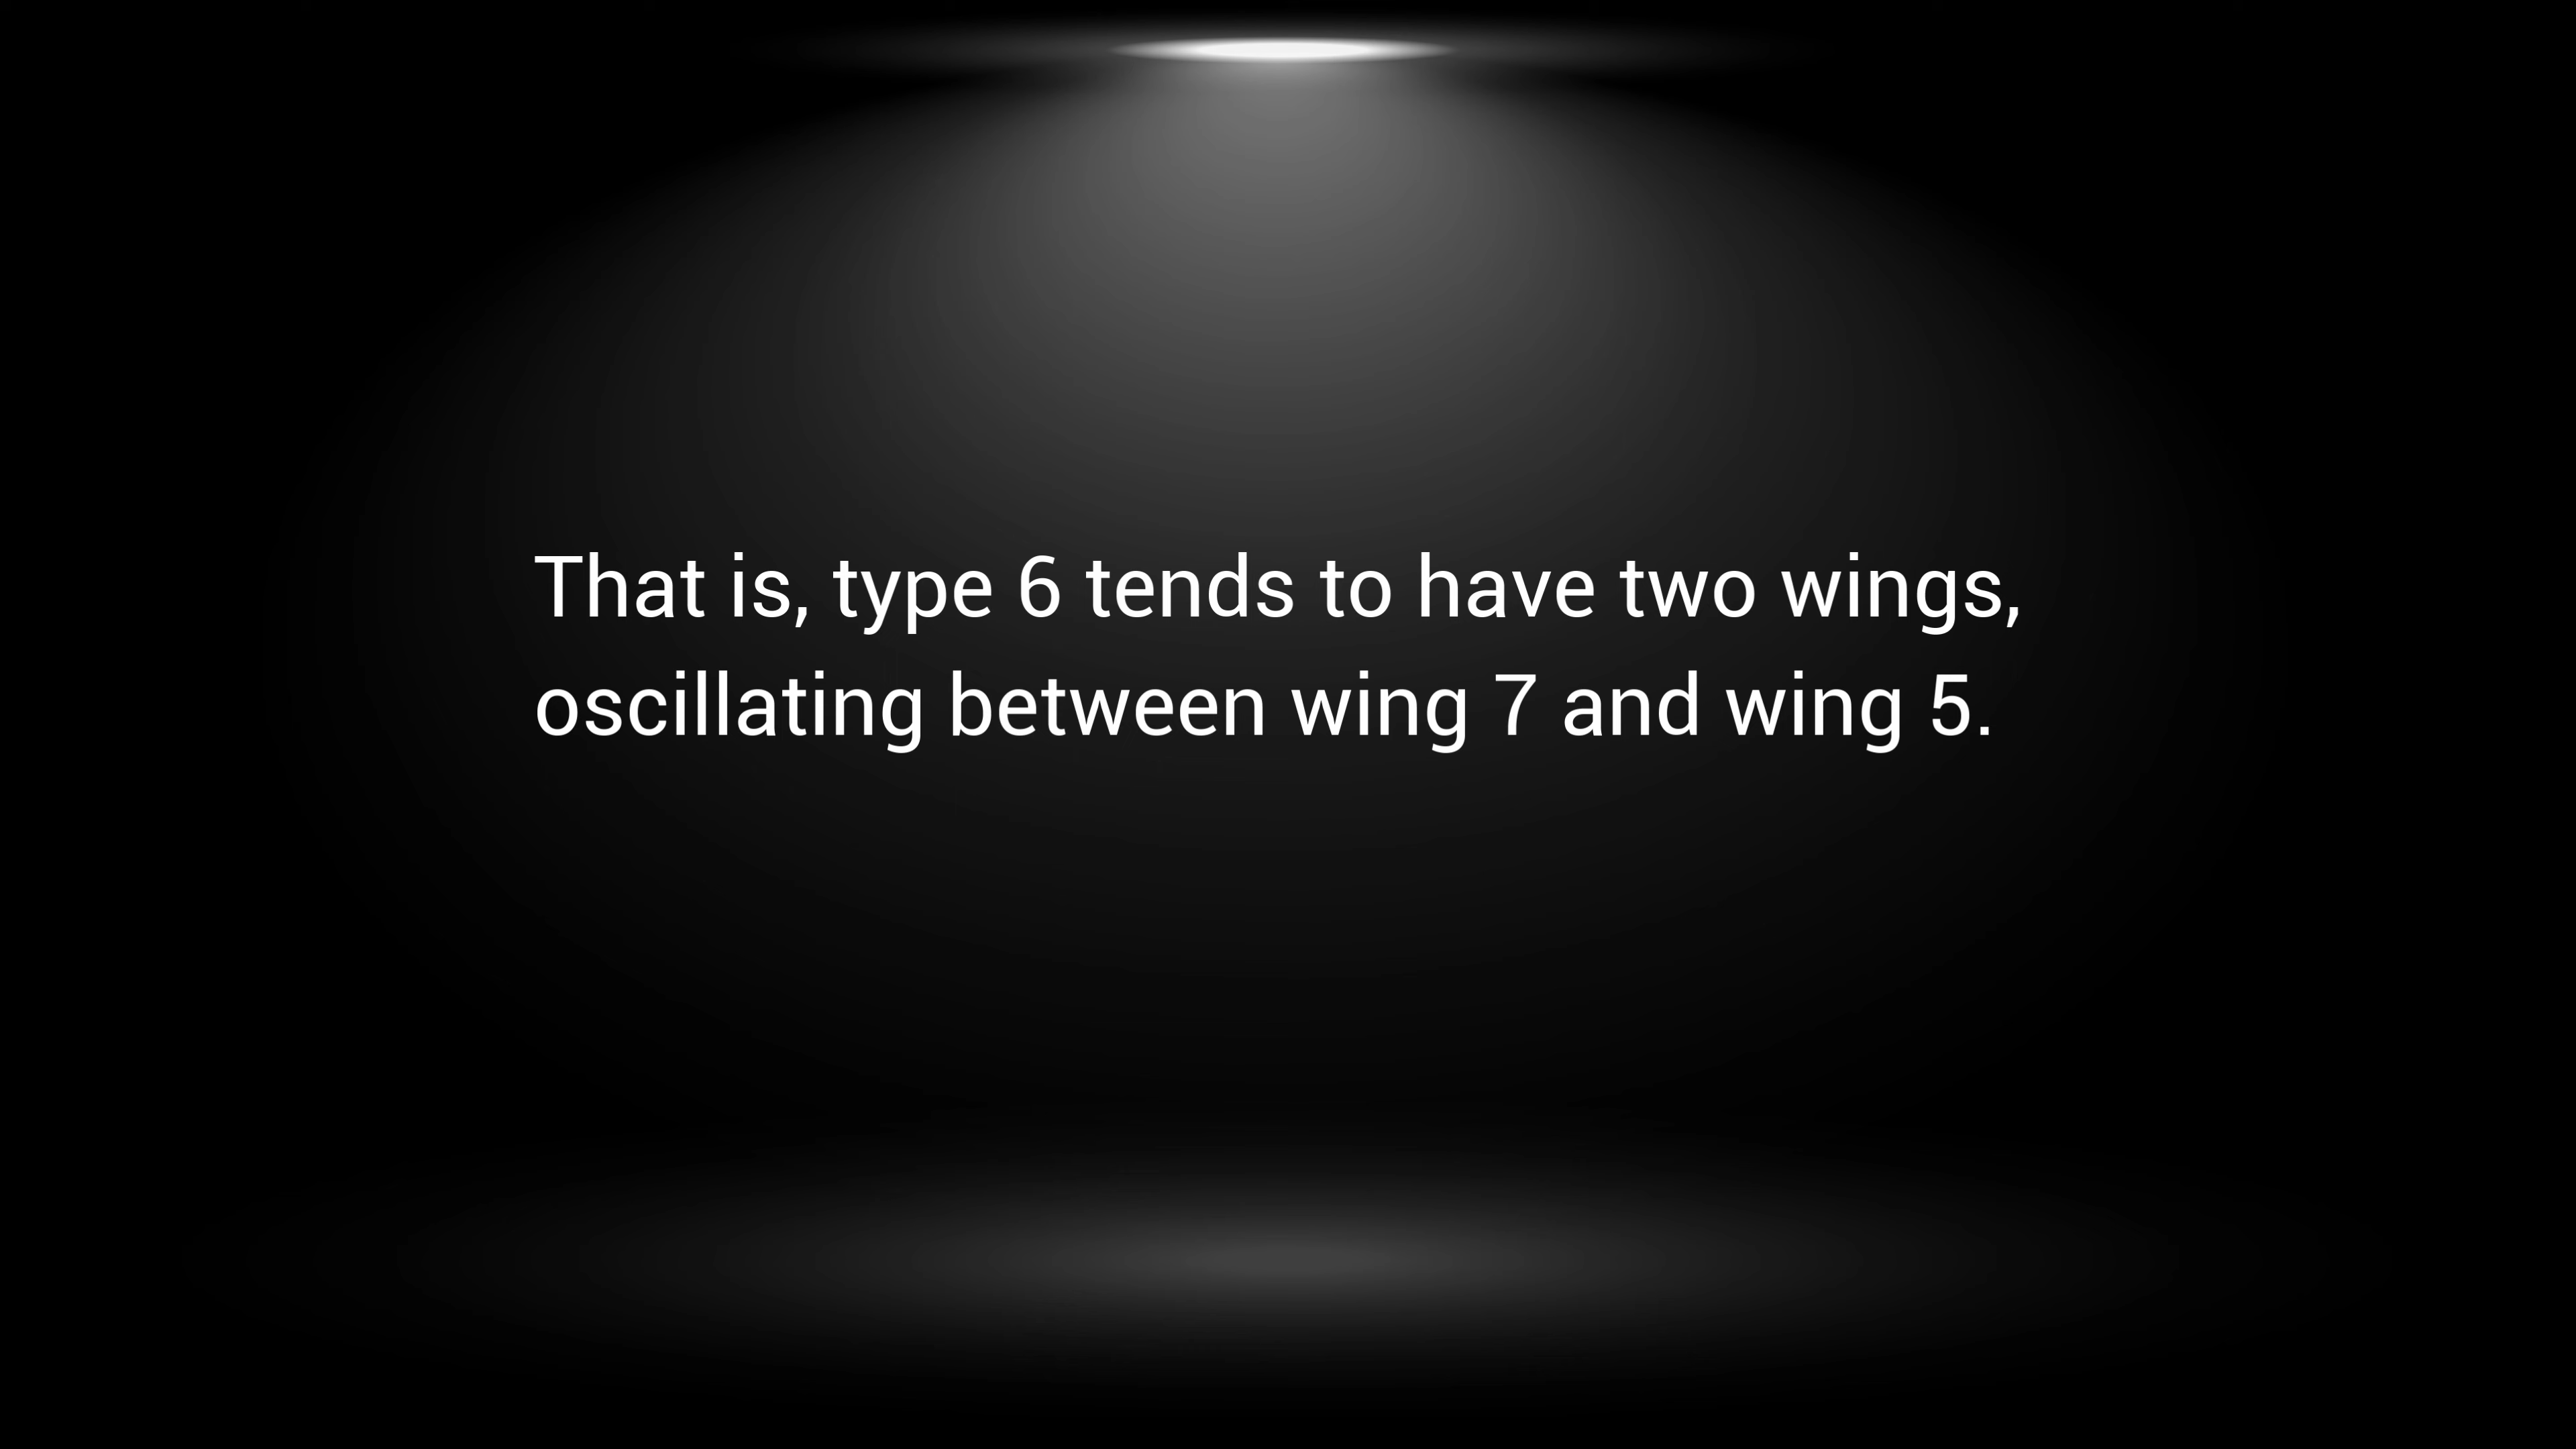 That is, type 6 tends to have two wings,
oscillating between wing 7 and wing 5.